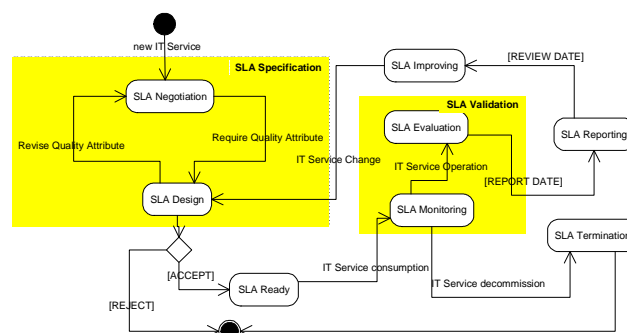 new IT Service
SLA Specification
SLA Improving
[REVIEW DATE]
SLA Negotiation
SLA Validation
SLA Evaluation
SLA Reporting
Revise Quality Attribute
Require Quality Attribute
IT Service Change
IT Service Operation
[REPORT DATE]
SLA Design
SLA Monitoring
SLA Termination
[ACCEPT]
IT Service consumption
IT Service decommission
SLA Ready
[REJECT]